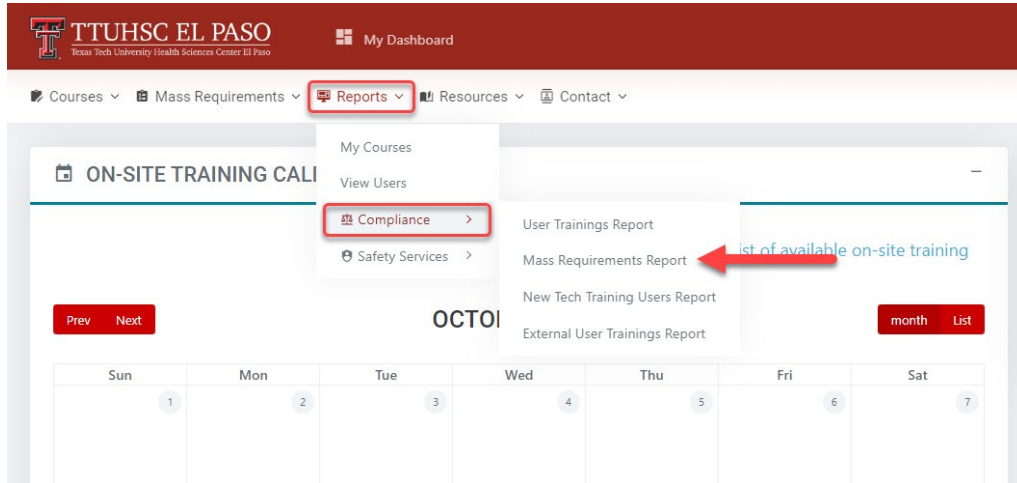 TTUHSC EL PASO
Texas Tech University Health Sciences Center El Paso
My Dashboard
Courses Mass Requirements Reports Resources Contact
My Courses
View Users
Compliance
Safety Services
User Trainings Report
Mass Requirements Report
New Tech Training Users Report
External User Trainings Report
ON-SITE TRAINING CALE
ist of available on-site training
Prev Next
OCTO
month List
Sun Mon Tue Wed Thu Fri Sat
1 2 3 4 5 6 7